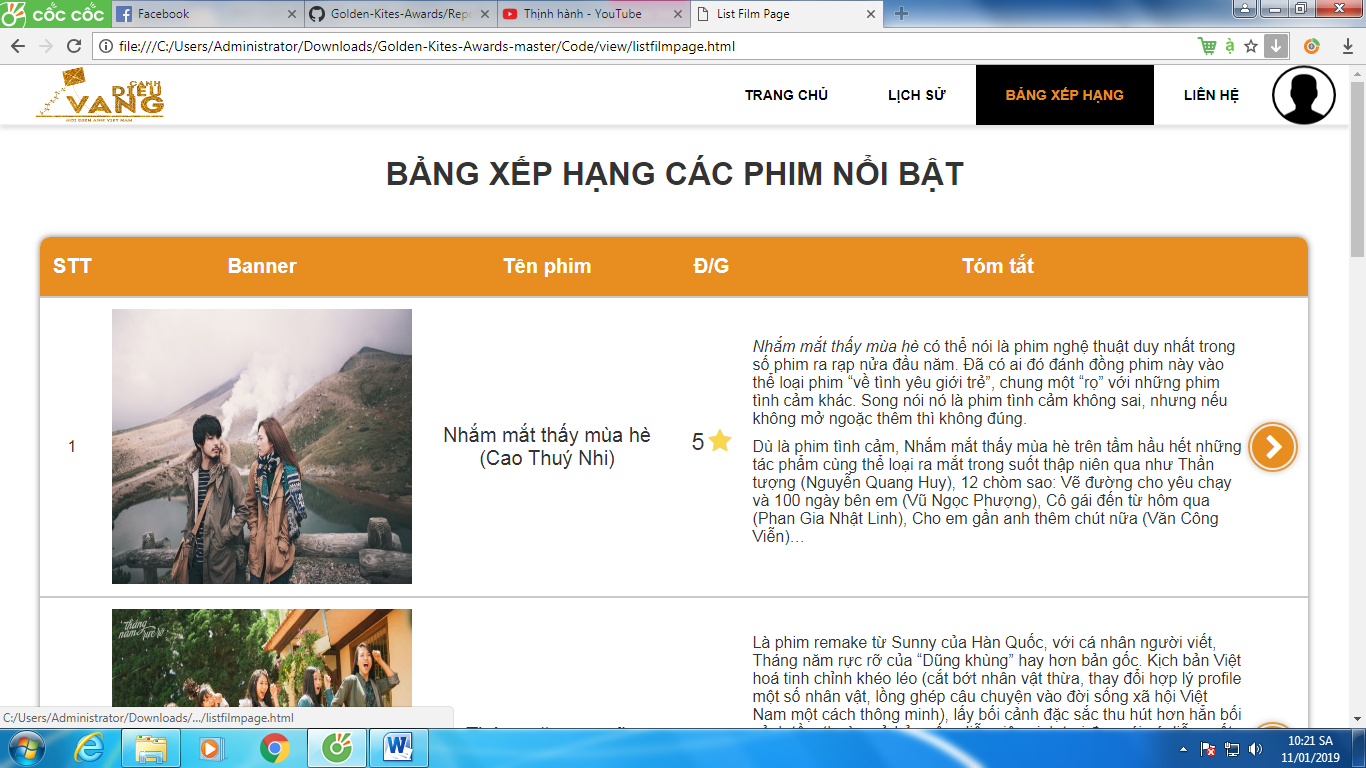 CỐC CỐC
Facebook
Golden-Kites-Awards/Repo
Thịnh hành - YouTube
List Film Page
file:///C:/Users/Administrator/Downloads/Golden-Kites-Awards-master/Code/view/listfilmpage.html
CÁNH
DIỀU
VÀNG
HỘI ĐIỆN ẢNH VIỆT NAM
TRANG CHỦ
LỊCH SỬ
BẢNG XẾP HẠNG
LIÊN HỆ
BẢNG XẾP HẠNG CÁC PHIM NỔI BẬT
STT Banner Tên phim Đ/G Tóm tắt
1
Nhắm mắt thấy mùa hè
(Cao Thuý Nhi)
5
Nhắm mắt thấy mùa hè có thể nói là phim nghệ thuật duy nhất trong
số phim ra rạp nửa đầu năm. Đã có ai đó đánh đồng phim này vào
thể loại phim “về tình yêu giới trẻ”, chung một “rọ” với những phim
tình cảm khác. Song nói nó là phim tình cảm không sai, nhưng nếu
không mở ngoặc thêm thì không đúng.
Dù là phim tình cảm, Nhắm mắt thấy mùa hè trên tầm hầu hết những
tác phẩm cùng thể loại ra mắt trong suốt thập niên qua như Thần
tượng (Nguyễn Quang Huy), 12 chòm sao: Vẽ đường cho yêu chạy
và 100 ngày bên em (Vũ Ngọc Phượng), Cô gái đến từ hôm qua
(Phan Gia Nhật Linh), Cho em gần anh thêm chút nữa (Văn Công
Viễn)…
tháng
năm rực rỡ
Là phim remake từ Sunny của Hàn Quốc, với cá nhân người viết,
Tháng năm rực rỡ của “Dũng khùng” hay hơn bản gốc. Kịch bản Việt
hoá tinh chỉnh khéo léo (cắt bớt nhân vật thừa, thay đổi hợp lý profile
một số nhân vật, lồng ghép câu chuyện vào đời sống xã hội Việt
Nam một cách thông minh), lấy bối cảnh đặc sắc thu hút hơn hẳn bối
C:/Users/Administrator/Downloads/.../listfilmpage.html
10:21 SA
11/01/2019